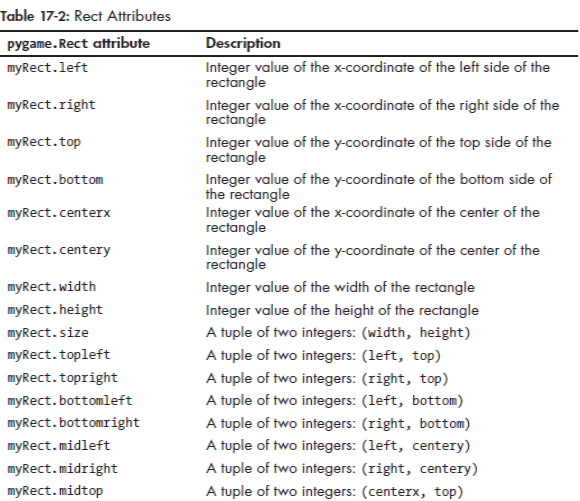 Table 17-2: Rect Attributes
pygame.Rect attribute Description
myRect.left Integer value of the x-coordinate of the left side of the
rectangle
myRect.right Integer value of the x-coordinate of the right side of the
rectangle
myRect.top Integer value of the y-coordinate of the top side of the
rectangle
myRect.bottom Integer value of the y-coordinate of the bottom side of
the rectangle
myRect.centerx Integer value of the x-coordinate of the center of the
rectangle
myRect.centery Integer value of the y-coordinate of the center of the
rectangle
myRect.width Integer value of the width of the rectangle
myRect.height Integer value of the height of the rectangle
myRect.size A tuple of two integers: (width, height)
myRect.topleft A tuple of two integers: (left, top)
myRect.topright A tuple of two integers: (right, top)
myRect.bottomleft A tuple of two integers: (left, bottom)
myRect.bottomright A tuple of two integers: (right, bottom)
myRect.midleft A tuple of two integers: (left, centery)
myRect.midright A tuple of two integers: (right, centery)
myRect.midtop A tuple of two integers: (centerx, top)